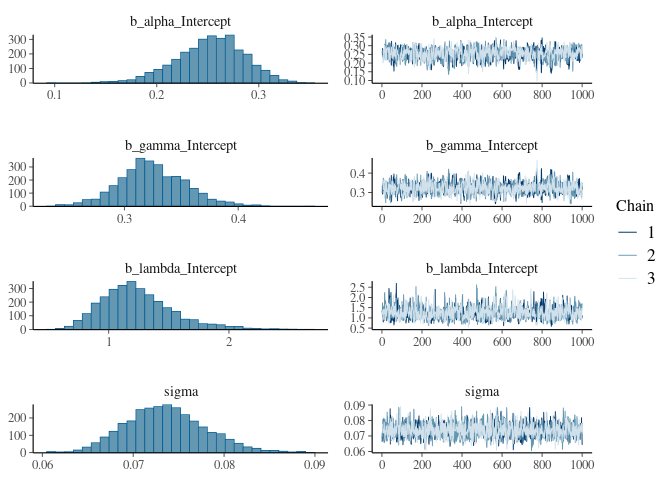 b_alpha_Intercept
300
200
100
0
0.1 0.2 0.3
b_alpha_Intercept
0.35
0.30
0.25
0.20
0.15
0.10
0 200 400 600 800 1000
b_gamma_Intercept
300
200
100
0
0.3 0.4
b_gamma_Intercept
0.4
0.3
0 200 400 600 800 1000
b_lambda_Intercept
300
200
100
0
1 2
b_lambda_Intercept
2.5
2.0
1.5
1.0
0.5
0 200 400 600 800 1000
sigma
200
100
0
0.06 0.07 0.08 0.09
sigma
0.09
0.08
0.07
0.06
0 200 400 600 800 1000
Chain
1
2
3